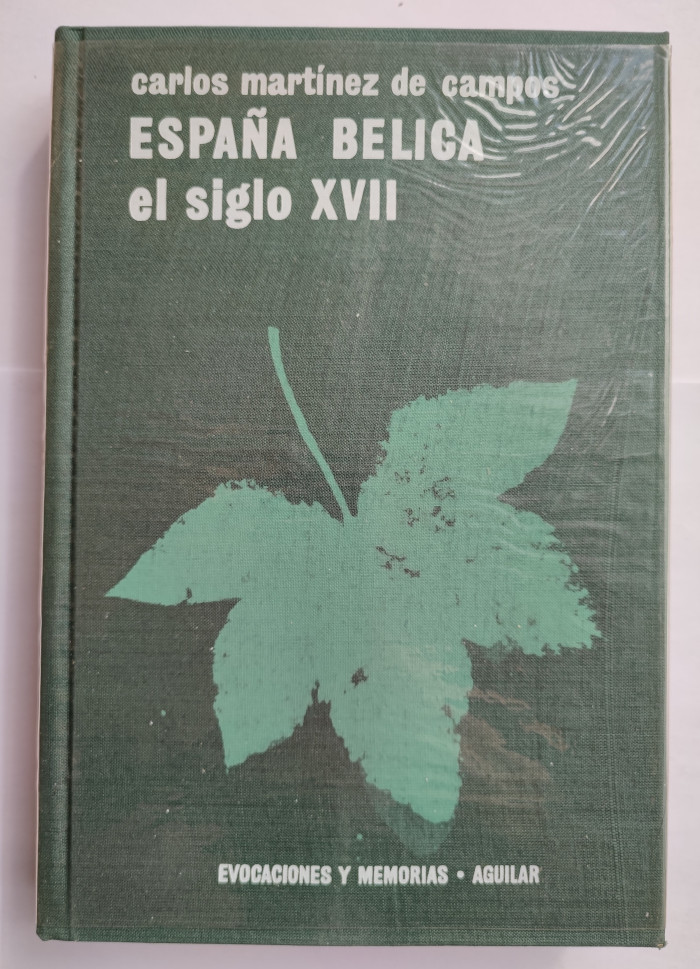 carlos martínez de campos
ESPAÑA BELICA
el siglo XVII
EVOCACIONES Y MEMORIAS • AGUILAR